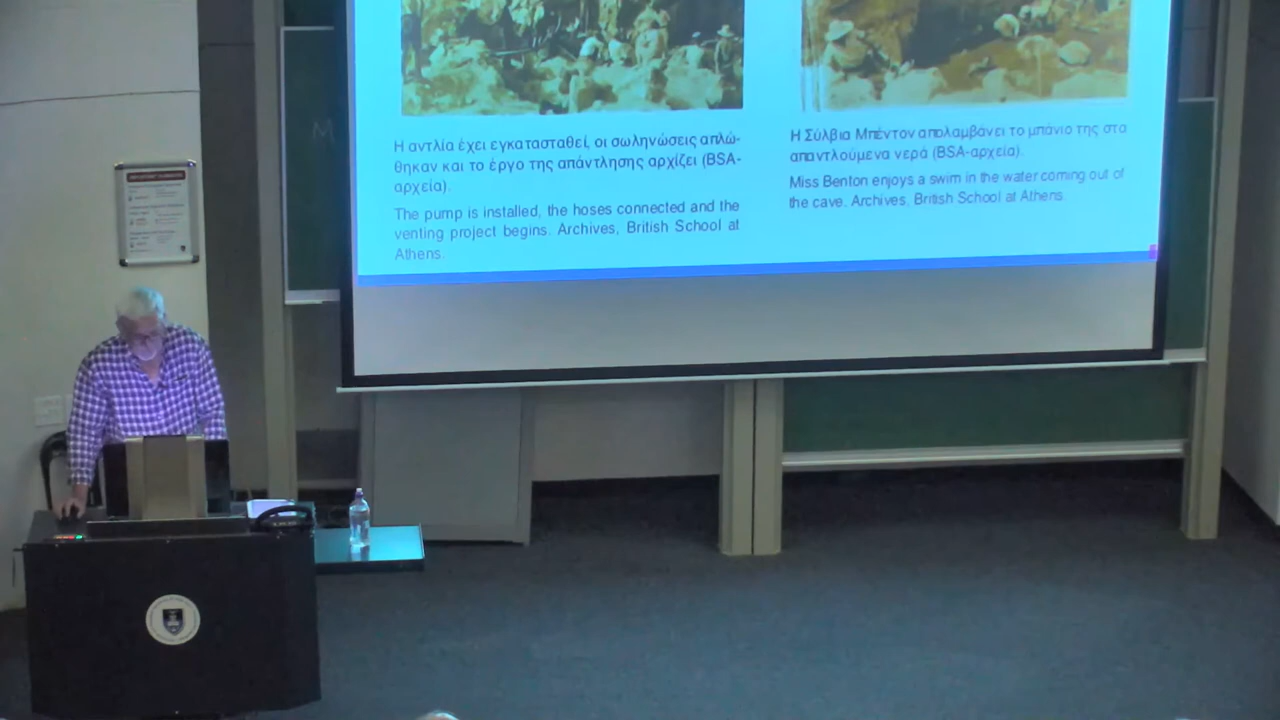 Η αντλία έχει εγκατασταθεί, οι σωληνώσεις απλώ-
θηκαν και το έργο της απάντλησης αρχίζει (BSA-
αρχεία).
The pump is installed, the hoses connected and the
venting project begins. Archives, British School at
Athens.
Η Σύλβια Μπέντον απολαμβάνει το μπάνιο της στα
απαντλούμενα νερά (BSA-αρχεία).
Miss Benton enjoys a swim in the water coming out of
the cave. Archives, British School at Athens.